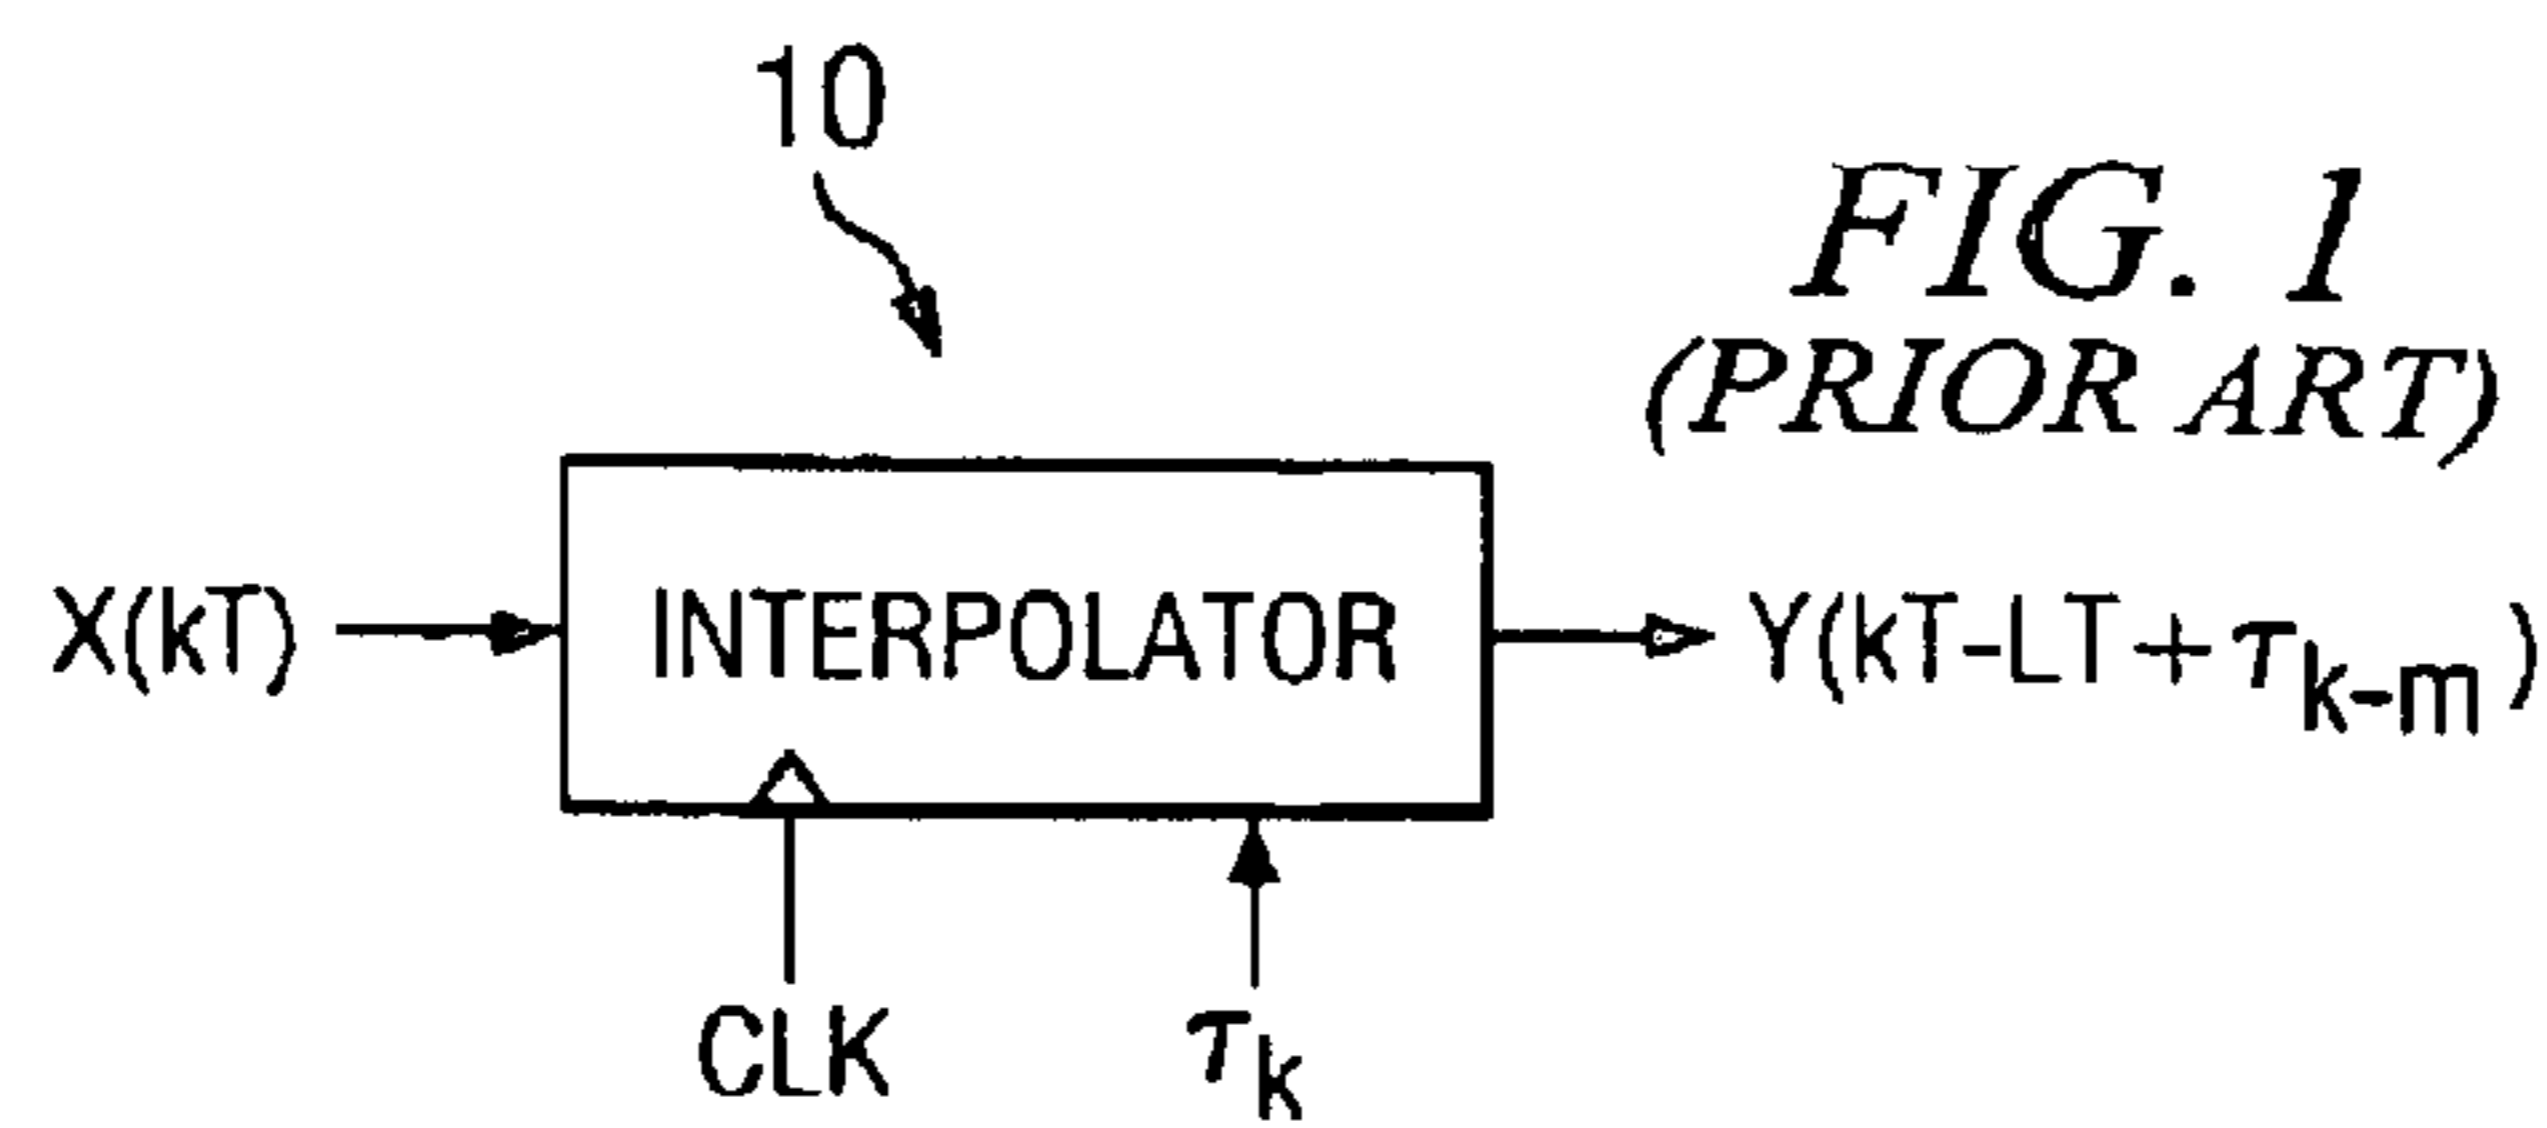 10
FIG. 1
(PRIOR ART)
X(kT)
INTERPOLATOR
Y(kT-LT+τk-m)
CLK
τk